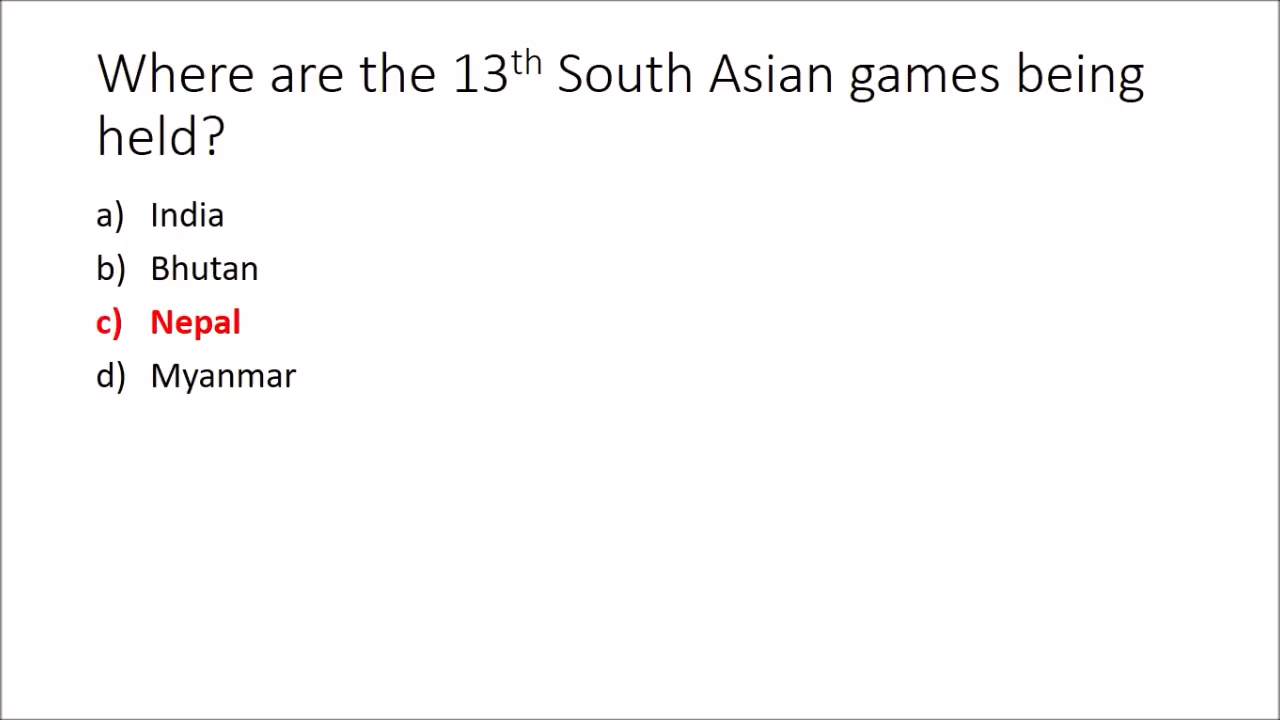 Where are the 13th South Asian games being
held?
a) India
b) Bhutan
c) Nepal
d) Myanmar